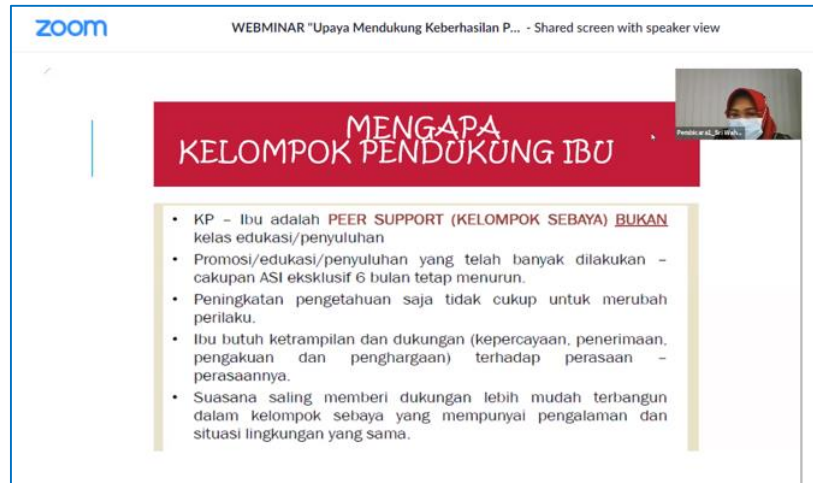 zoom
WEBMINAR "Upaya Mendukung Keberhasilan P... - Shared screen with speaker view
MENGAPA
KELOMPOK PENDUKUNG IBU
Pembicara1_Sri Wah...
• KP – Ibu adalah PEER SUPPORT (KELOMPOK SEBAYA) BUKAN
kelas edukasi/penyuluhan
• Promosi/edukasi/penyuluhan yang telah banyak dilakukan –
cakupan ASI eksklusif 6 bulan tetap menurun.
• Peningkatan pengetahuan saja tidak cukup untuk merubah
perilaku.
• Ibu butuh ketrampilan dan dukungan (kepercayaan, penerimaan,
pengakuan dan penghargaan) terhadap perasaan –
perasaannya.
• Suasana saling memberi dukungan lebih mudah terbangun
dalam kelompok sebaya yang mempunyai pengalaman dan
situasi lingkungan yang sama.